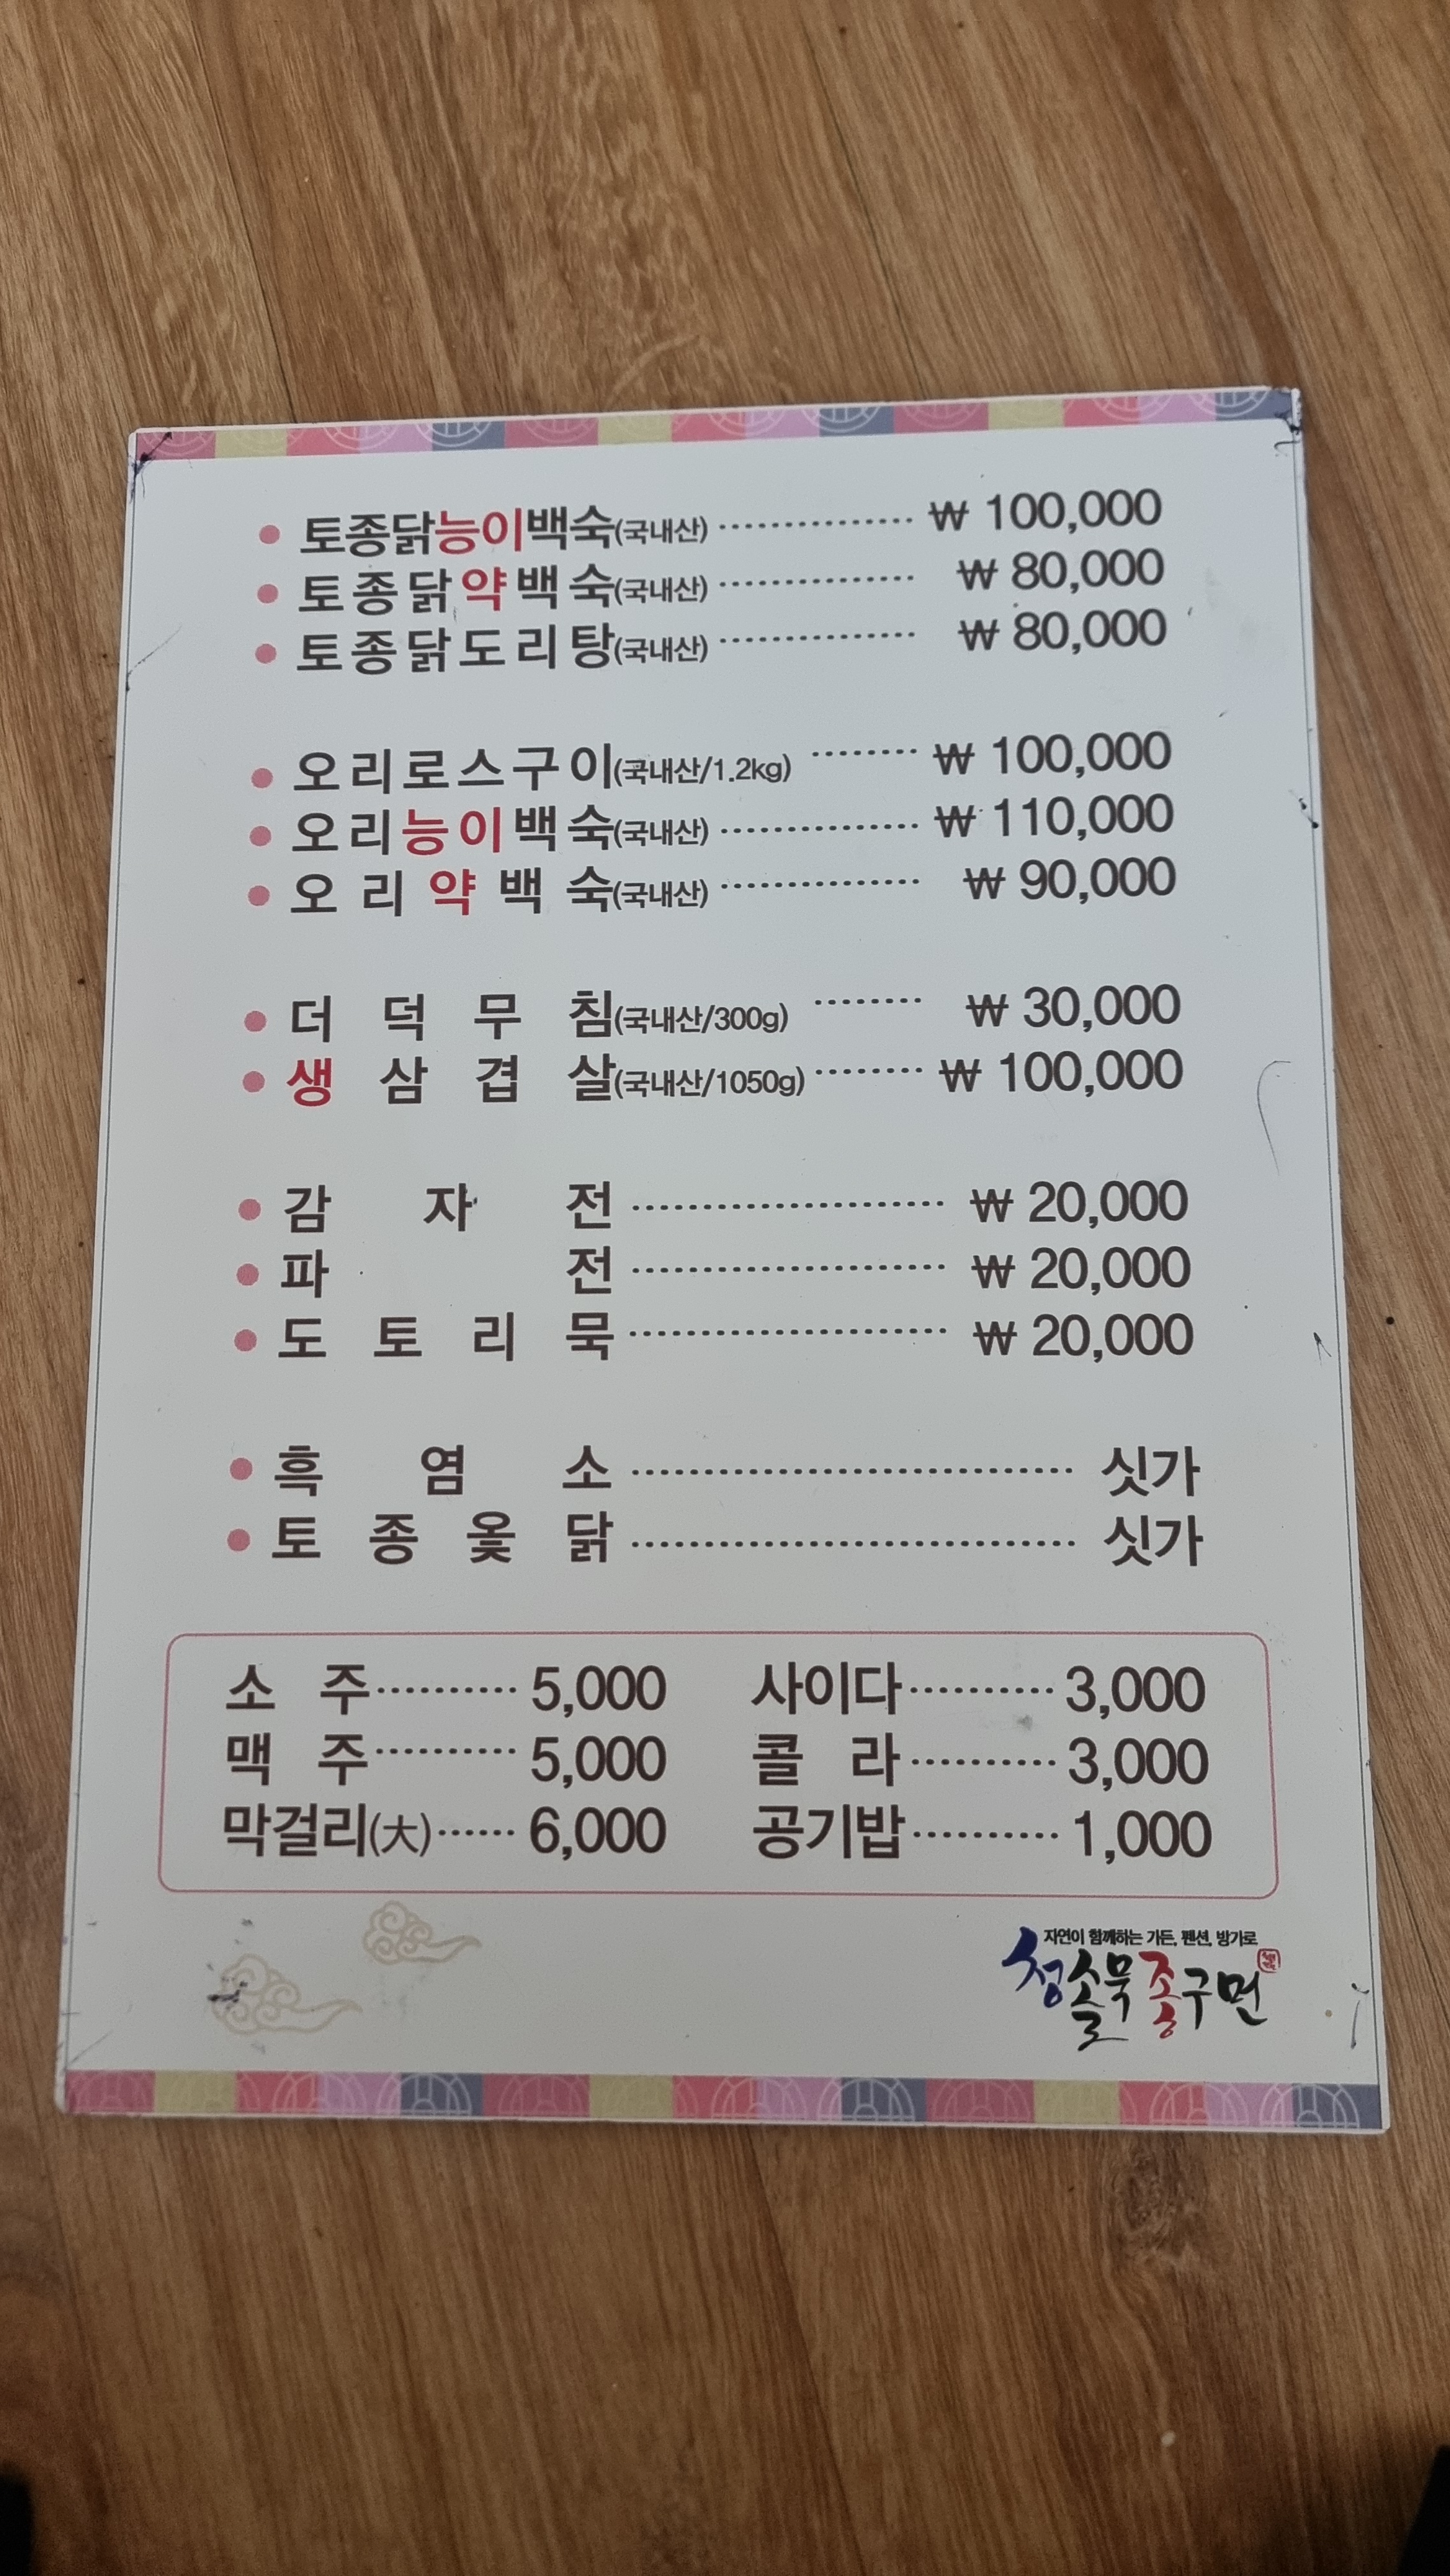 토종닭능이백숙(국내산) ₩ 100,000
토종닭약백숙(국내산) ₩ 80,000
토종닭도리탕(국내산) ₩ 80,000
오리로스구이(국내산/1.2kg) ₩ 100,000
오리능이백숙(국내산) ₩ 110,000
오리약백숙(국내산) ₩ 90,000
더덕무침(국내산/300g) ₩ 30,000
생삼겹살(국내산/1050g) ₩ 100,000
감자전 ₩ 20,000
파전 ₩ 20,000
도토리묵 ₩ 20,000
흑염소 싯가
토종옻닭 싯가
소주 5,000 사이다 3,000
맥주 5,000 콜라 3,000
막걸리(大) 6,000 공기밥 1,000
자연이 함께하는 가든, 펜션, 방가로
청솔묵 종구먼